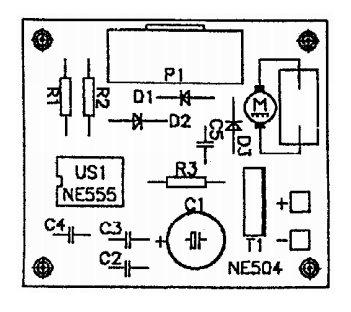 P1
R1
R2
D1
D2
M
C5
D3
US1
NE555
R3
C1
+
C4
C3
+
T1
-
C2
NE504